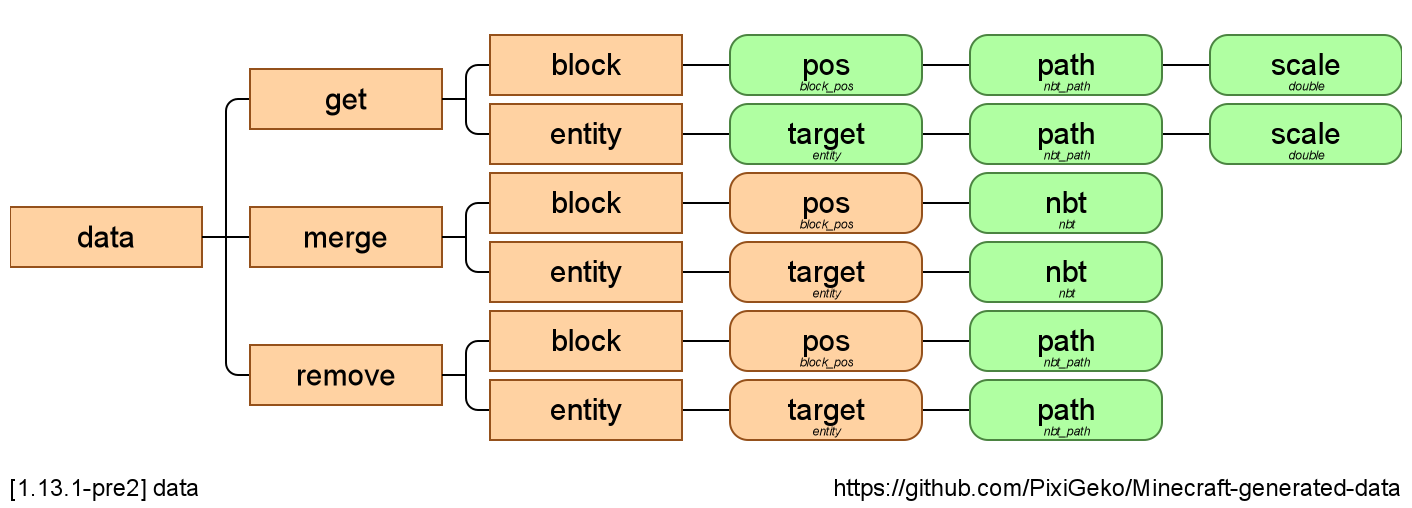 block pos path scale
block_pos nbt_path double
get
entity target path scale
entity nbt_path double
block pos nbt
block_pos nbt
data merge
entity target nbt
entity nbt
block pos path
block_pos nbt_path
remove
entity target path
entity nbt_path
[1.13.1-pre2] data https://github.com/PixiGeko/Minecraft-generated-data